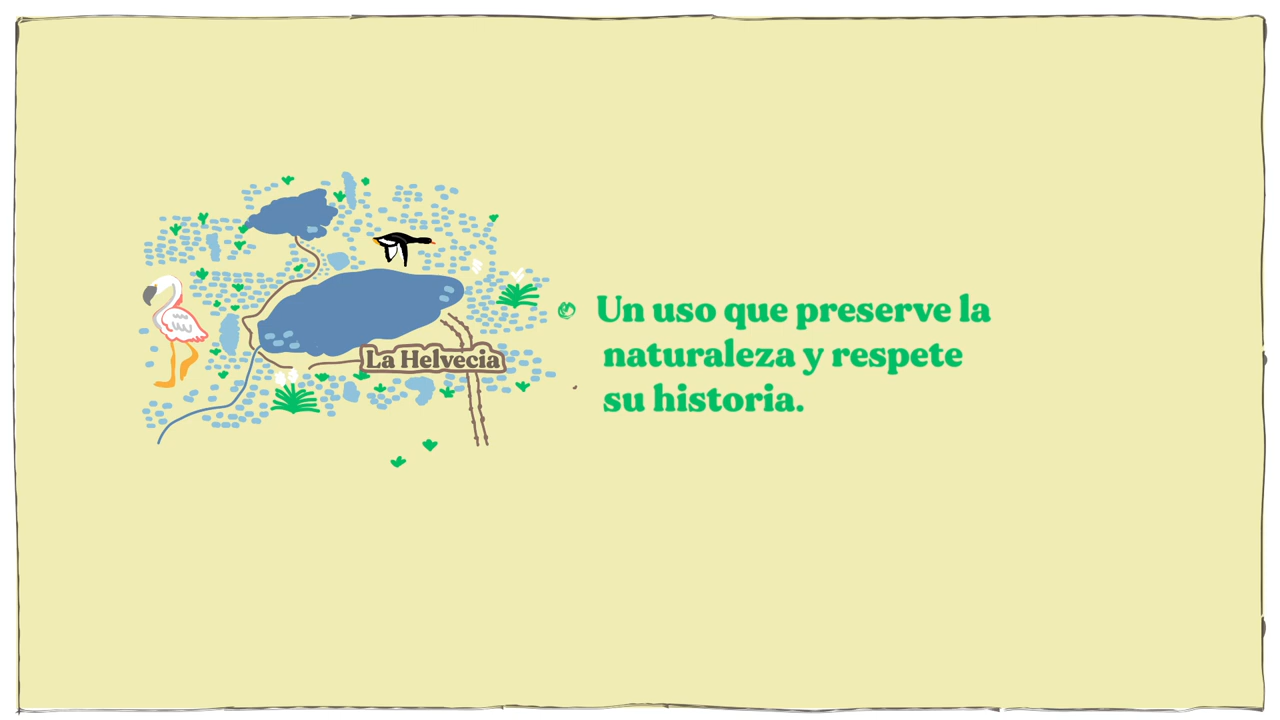 La Helvecia
Un uso que preserve la
naturaleza y respete
su historia.